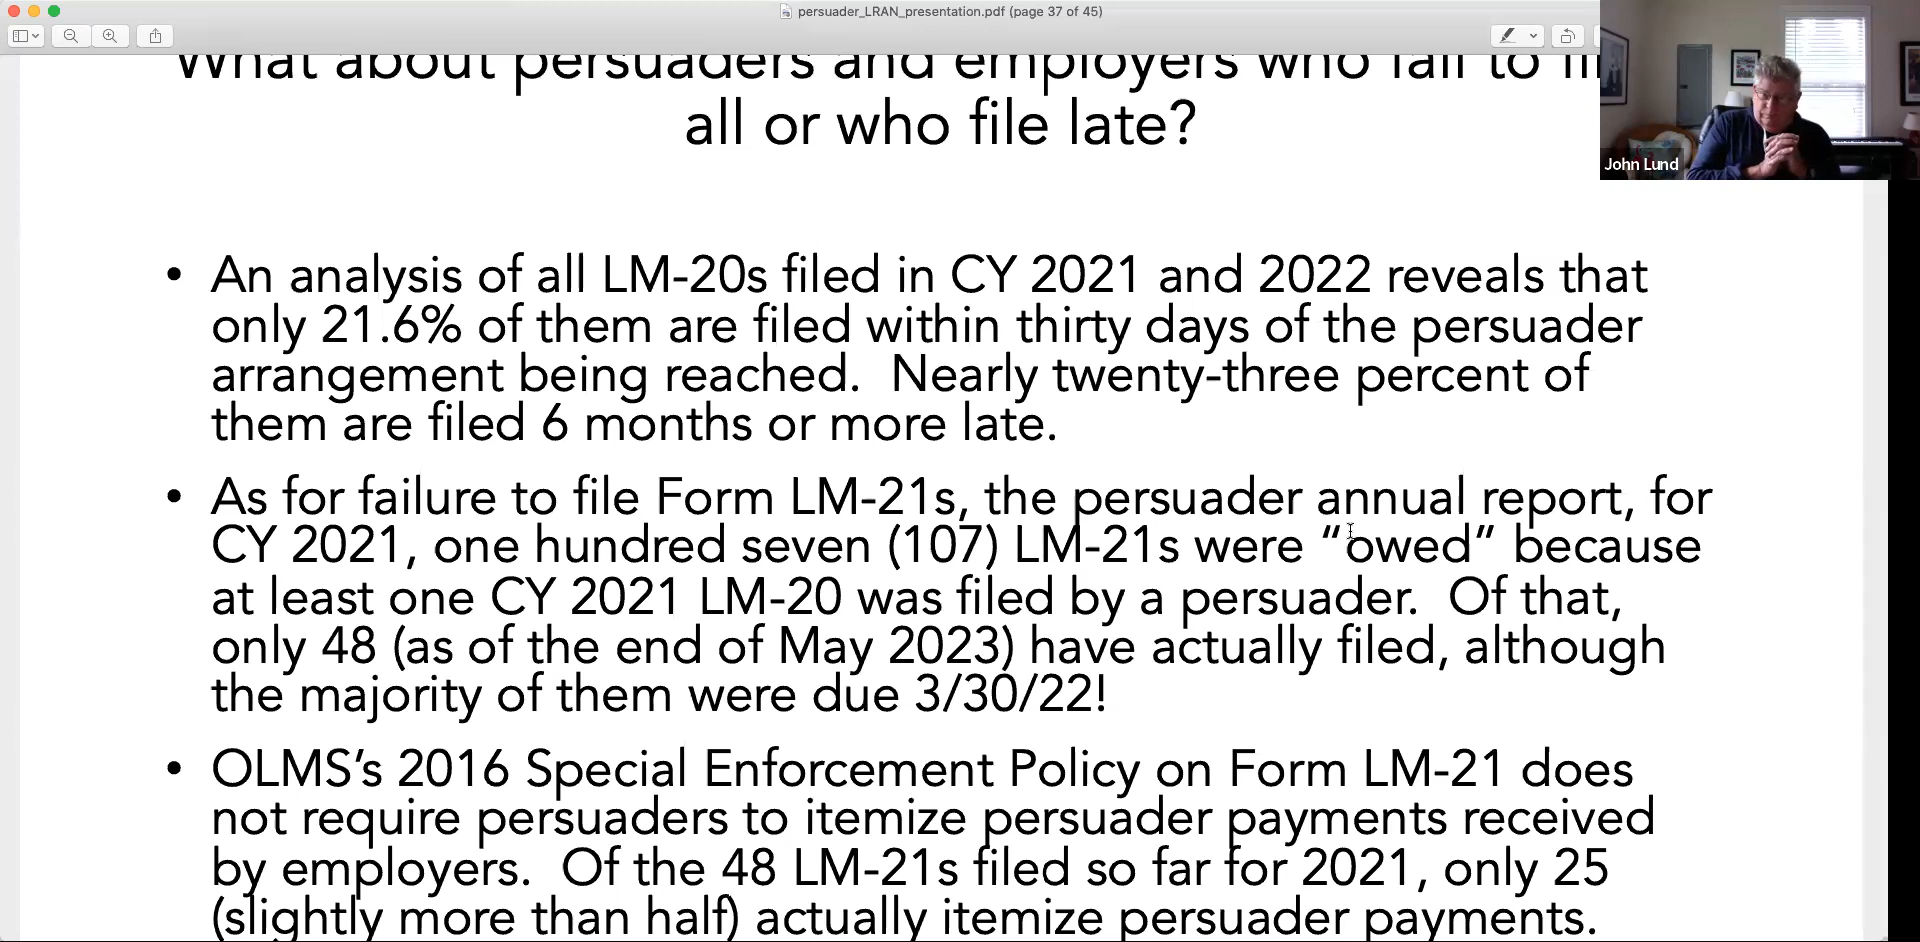 persuader_LRAN_presentation.pdf (page 37 of 45)
What about persuaders and employers who fail to
all or who file late?
John Lund
• An analysis of all LM-20s filed in CY 2021 and 2022 reveals that
only 21.6% of them are filed within thirty days of the persuader
arrangement being reached.  Nearly twenty-three percent of
them are filed 6 months or more late.
• As for failure to file Form LM-21s, the persuader annual report, for
CY 2021, one hundred seven (107) LM-21s were “owed” because
at least one CY 2021 LM-20 was filed by a persuader.  Of that,
only 48 (as of the end of May 2023) have actually filed, although
the majority of them were due 3/30/22!
• OLMS’s 2016 Special Enforcement Policy on Form LM-21 does
not require persuaders to itemize persuader payments received
by employers.  Of the 48 LM-21s filed so far for 2021, only 25
(slightly more than half) actually itemize persuader payments.